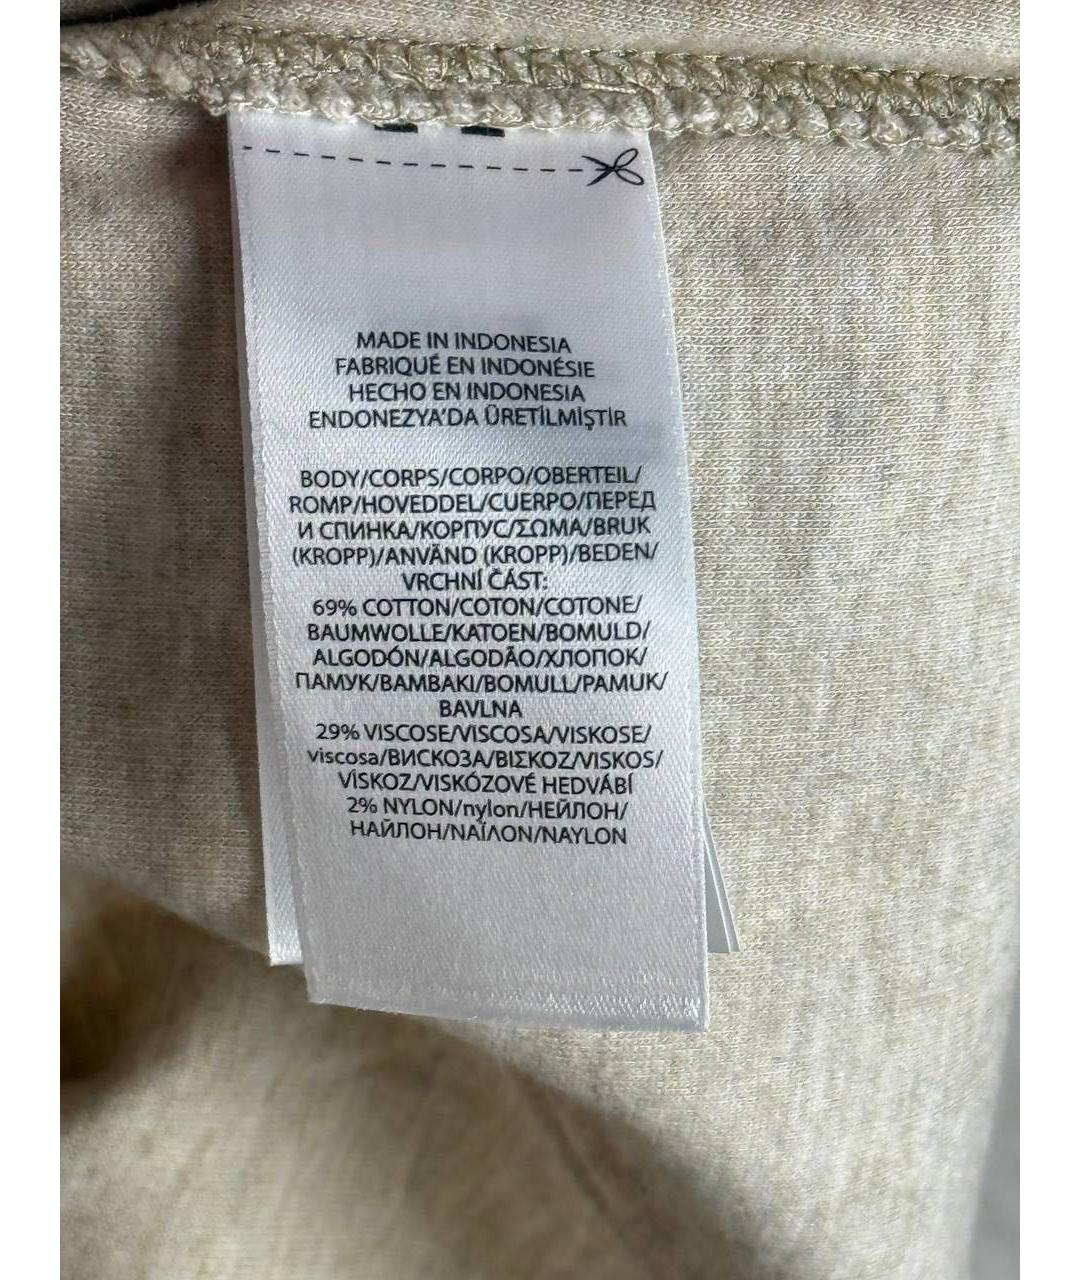 MADE IN INDONESIA
FABRIQUÉ EN INDONÉSIE
HECHO EN INDONESIA
ENDONEZYA'DA ÜRETİLMİŞTİR
BODY/CORPS/CORPO/OBERTEIL/
ROMP/HOVEDDEL/CUERPO/ПЕРЕД
И СПИНКА/КОРПУС/ΣΩΜΑ/BRUK
(KROPP)/ANVÄND (KROPP)/BEDEN/
VRCHNÍ ČÁST:
69% COTTON/COTON/COTONE/
BAUMWOLLE/KATOEN/BOMULD/
ALGODÓN/ALGODÃO/ХЛОПОК/
ПАМУК/ΒΑΜΒΑΚΙ/BOMULL/PAMUK/
BAVLNA
29% VISCOSE/VISCOSA/VISKOSE/
viscosa/ВИСКОЗА/ΒΙΣΚΟΖ/VISKOS/
VİSKOZ/VISKÓZOVÉ HEDVÁBÍ
2% NYLON/nylon/НЕЙЛОН/
НАЙЛОН/ΝΑΪΛΟΝ/NAYLON